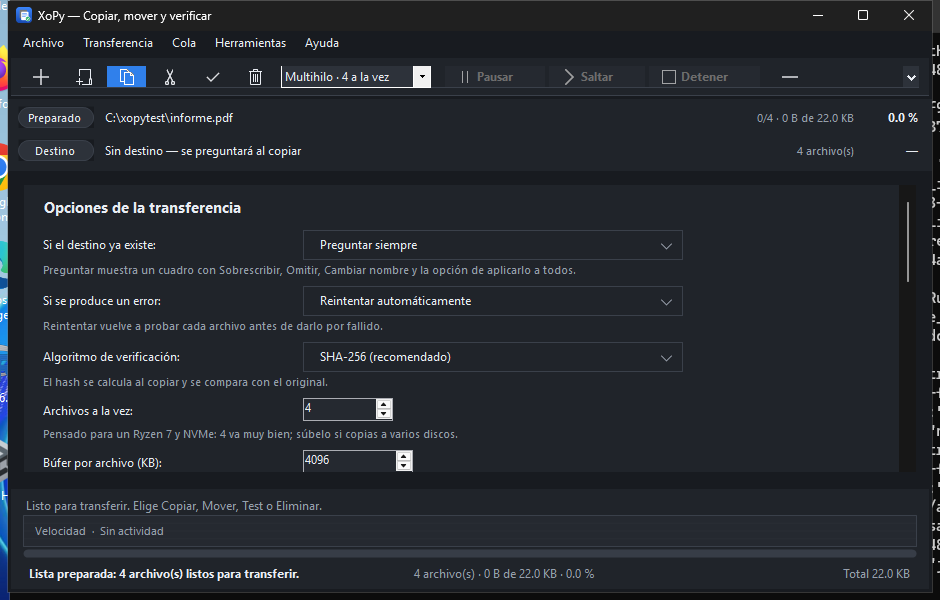 XoPy — Copiar, mover y verificar
Archivo Transferencia Cola Herramientas Ayuda
Multihilo · 4 a la vez Pausar Saltar Detener
Preparado C:\xopytest\informe.pdf 0/4 · 0 B de 22.0 KB 0.0 %
Destino Sin destino — se preguntará al copiar 4 archivo(s) —
Opciones de la transferencia
Si el destino ya existe: Preguntar siempre
Preguntar muestra un cuadro con Sobrescribir, Omitir, Cambiar nombre y la opción de aplicarlo a todos.
Si se produce un error: Reintentar automáticamente
Reintentar vuelve a probar cada archivo antes de darlo por fallido.
Algoritmo de verificación: SHA-256 (recomendado)
El hash se calcula al copiar y se compara con el original.
Archivos a la vez: 4
Pensado para un Ryzen 7 y NVMe: 4 va muy bien; súbelo si copias a varios discos.
Búfer por archivo (KB): 4096
Listo para transferir. Elige Copiar, Mover, Test o Eliminar.
Velocidad · Sin actividad
Lista preparada: 4 archivo(s) listos para transferir. 4 archivo(s) · 0 B de 22.0 KB · 0.0 % Total 22.0 KB